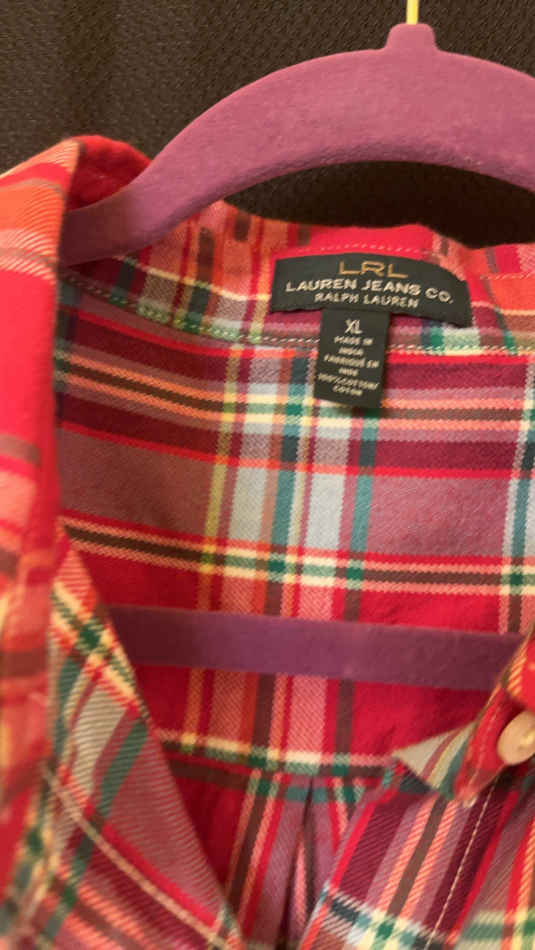 LRL
LAUREN JEANS CO.
RALPH LAUREN
XL
MADE IN
INDIA
FABRIQUÉ EN
INDE
100% COTTON/
COTON